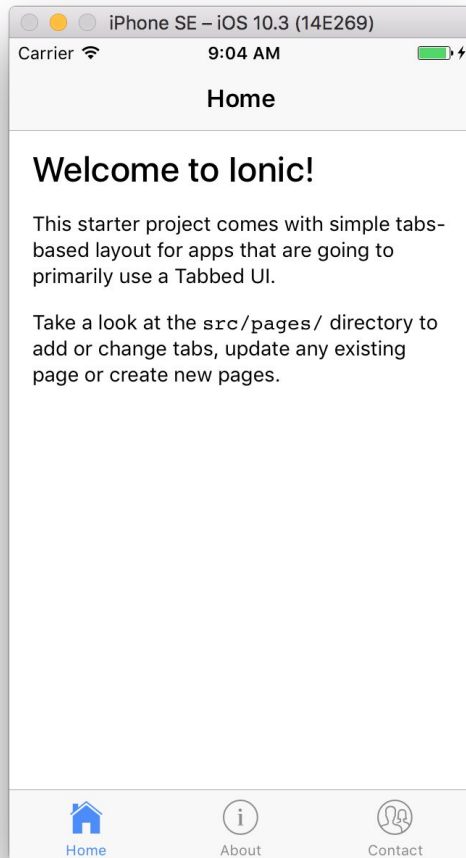 iPhone SE – iOS 10.3 (14E269)
Carrier 9:04 AM
Home
Welcome to Ionic!
This starter project comes with simple tabs-
based layout for apps that are going to
primarily use a Tabbed UI.
Take a look at the src/pages/ directory to
add or change tabs, update any existing
page or create new pages.
Home About Contact